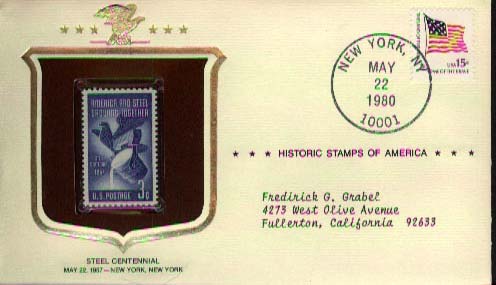 AMERICA AND STEEL
GROWING TOGETHER
U.S. POSTAGE 3¢
STEEL CENTENNIAL
MAY 22, 1957—NEW YORK, NEW YORK
NEW YORK, NY
MAY
22
1980
10001
USA 15c
★ ★ ★ HISTORIC STAMPS OF AMERICA ★ ★ ★
Fredirick G. Grabel
4273 West Olive Avenue
Fullerton, California 92633